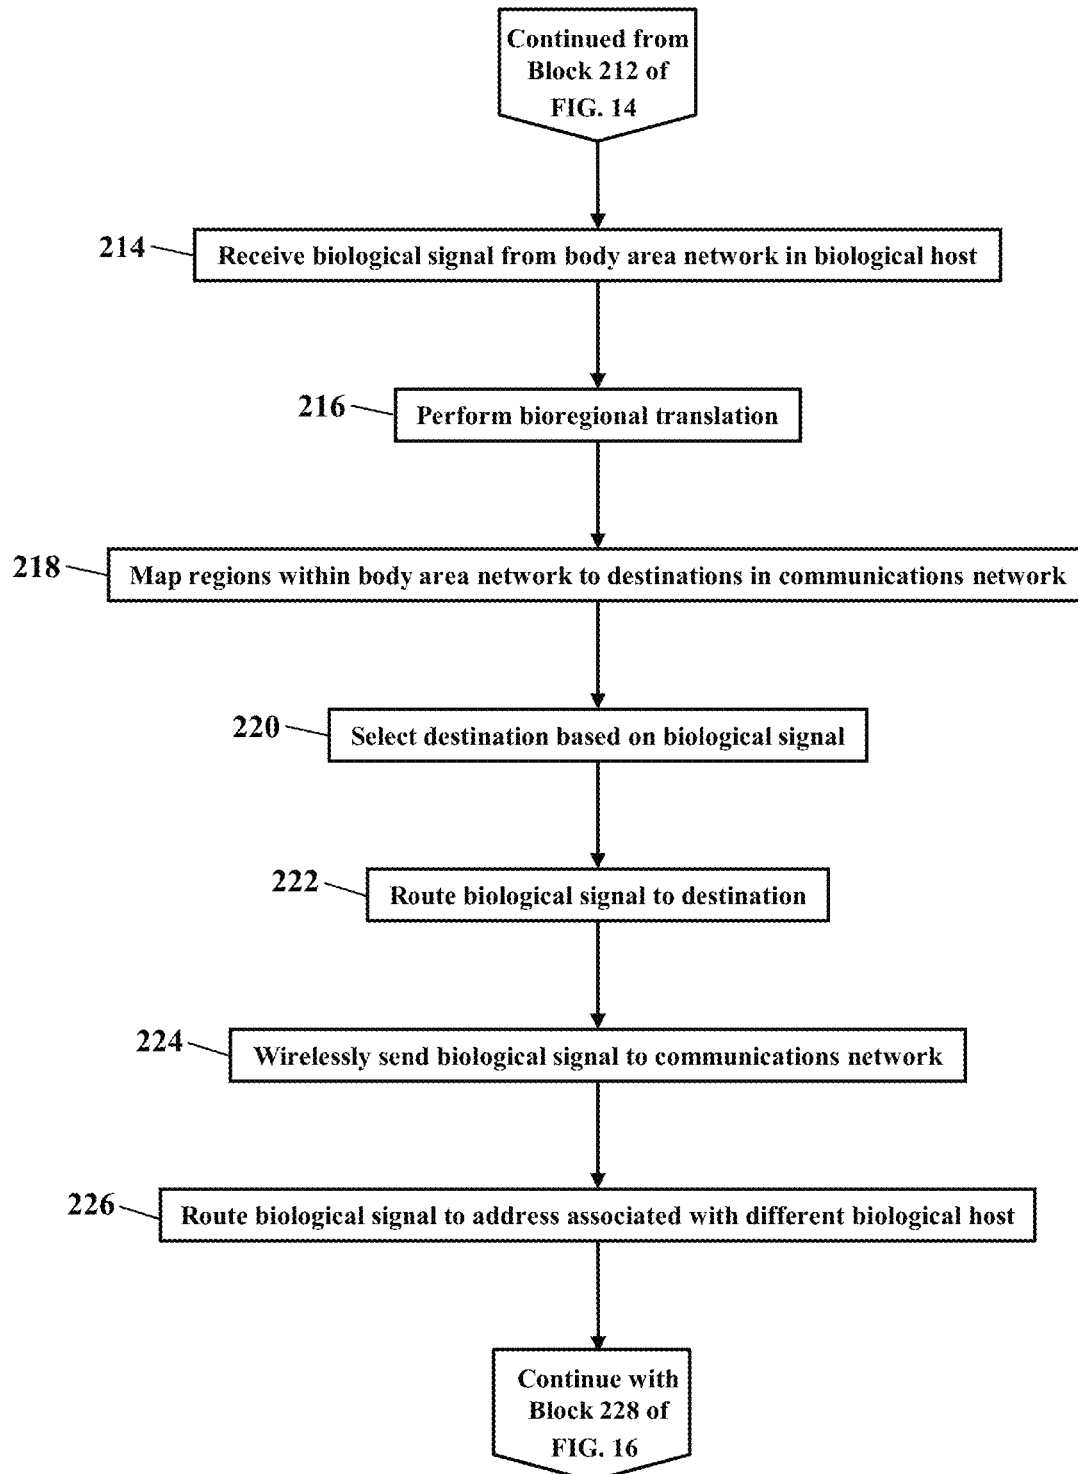 Continued from
Block 212 of
FIG. 14
214
Receive biological signal from body area network in biological host
216
Perform bioregional translation
218
Map regions within body area network to destinations in communications network
220
Select destination based on biological signal
222
Route biological signal to destination
224
Wirelessly send biological signal to communications network
226
Route biological signal to address associated with different biological host
Continue with
Block 228 of
FIG. 16